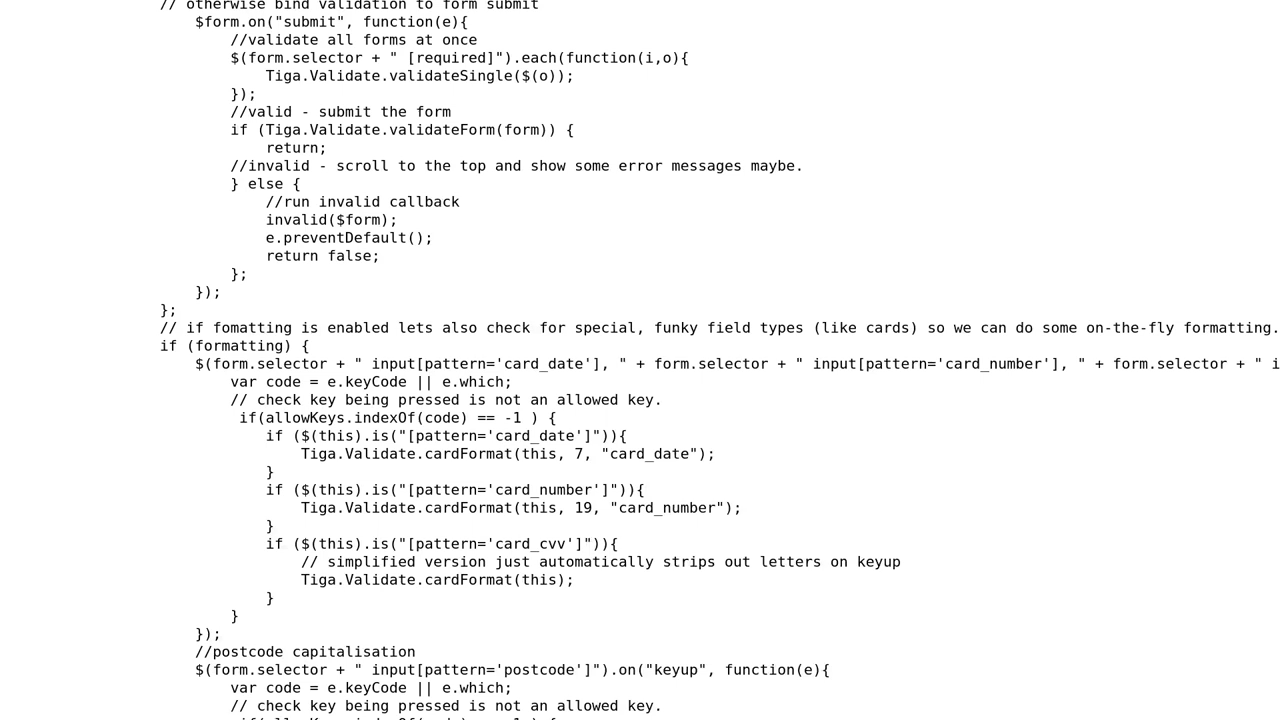 // otherwise bind validation to form submit
$form.on("submit", function(e){
//validate all forms at once
$(form.selector + " [required]").each(function(i,o){
Tiga.Validate.validateSingle($(o));
});
//valid - submit the form
if (Tiga.Validate.validateForm(form)) {
return;
//invalid - scroll to the top and show some error messages maybe.
} else {
//run invalid callback
invalid($form);
e.preventDefault();
return false;
};
});
};
// if fomatting is enabled lets also check for special, funky field types (like cards) so we can do some on-the-fly formatting.
if (formatting) {
$(form.selector + " input[pattern='card_date'], " + form.selector + " input[pattern='card_number'], " + form.selector + " i
var code = e.keyCode || e.which;
// check key being pressed is not an allowed key.
if(allowKeys.indexOf(code) == -1 ) {
if ($(this).is("[pattern='card_date']")){
Tiga.Validate.cardFormat(this, 7, "card_date");
}
if ($(this).is("[pattern='card_number']")){
Tiga.Validate.cardFormat(this, 19, "card_number");
}
if ($(this).is("[pattern='card_cvv']")){
// simplified version just automatically strips out letters on keyup
Tiga.Validate.cardFormat(this);
}
}
});
//postcode capitalisation
$(form.selector + " input[pattern='postcode']").on("keyup", function(e){
var code = e.keyCode || e.which;
// check key being pressed is not an allowed key.